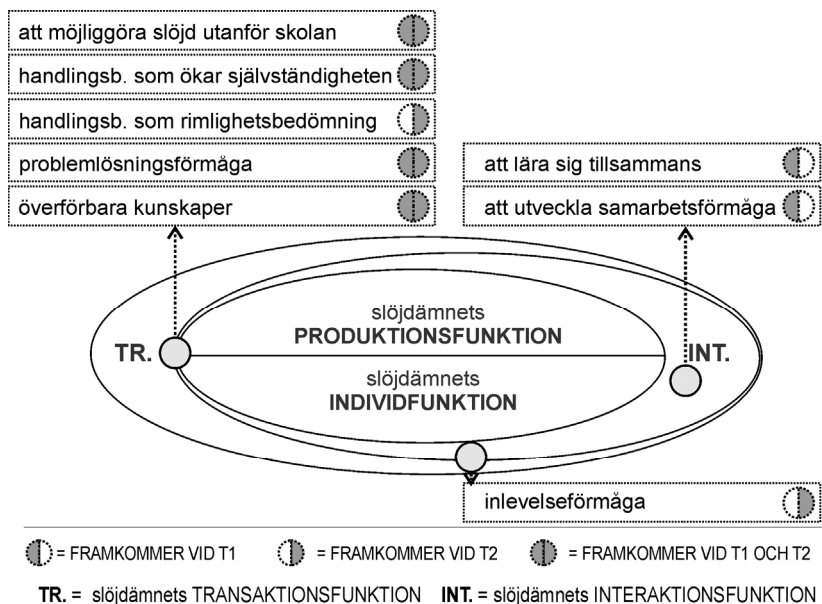 att möjliggöra slöjd utanför skolan
handlingsb. som ökar självständigheten
handlingsb. som rimlighetsbedömning
problemlösningsförmåga
överförbara kunskaper
att lära sig tillsammans
att utveckla samarbetsförmåga
slöjdämnets
PRODUKTIONSFUNKTION
TR.
INT.
slöjdämnets
INDIVIDFUNKTION
inlevelseförmåga
= FRAMKOMMER VID T1 = FRAMKOMMER VID T2 = FRAMKOMMER VID T1 OCH T2
TR. = slöjdämnets TRANSAKTIONSFUNKTION INT. = slöjdämnets INTERAKTIONSFUNKTION